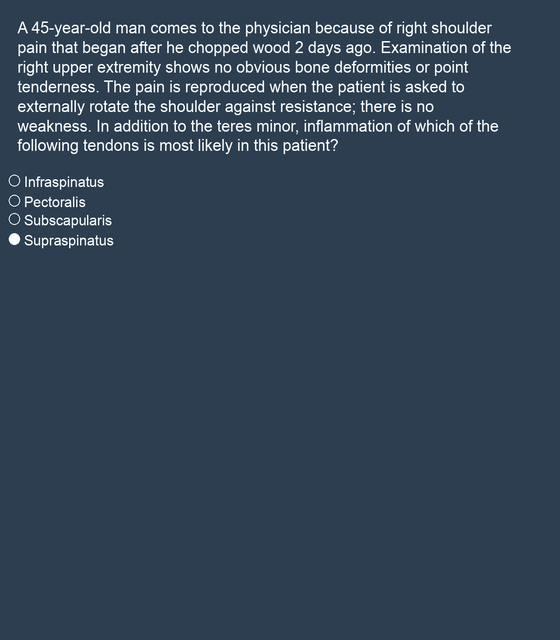 A 45-year-old man comes to the physician because of right shoulder
pain that began after he chopped wood 2 days ago. Examination of the
right upper extremity shows no obvious bone deformities or point
tenderness. The pain is reproduced when the patient is asked to
externally rotate the shoulder against resistance; there is no
weakness. In addition to the teres minor, inflammation of which of the
following tendons is most likely in this patient?
Infraspinatus
Pectoralis
Subscapularis
Supraspinatus